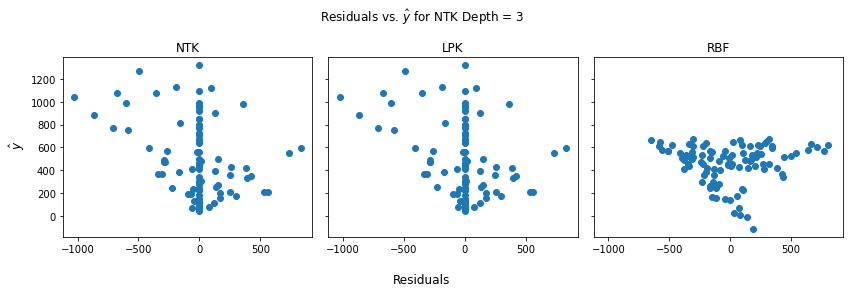 Residuals vs. ŷ for NTK Depth = 3
NTK LPK RBF
1200
1000
800
600
400
200
0
ŷ
−1000 −500 0 500 −1000 −500 0 500 −1000 −500 0 500
Residuals